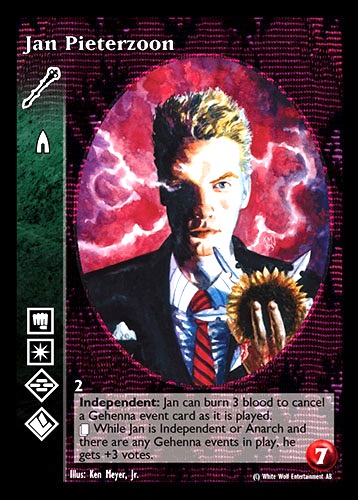 Jan Pieterzoon
2
Independent: Jan can burn 3 blood to cancel
a Gehenna event card as it is played.
While Jan is Independent or Anarch and
there are any Gehenna events in play, he
gets +3 votes.
7
Illus: Ken Meyer, Jr.
(C) White Wolf Entertainment AB